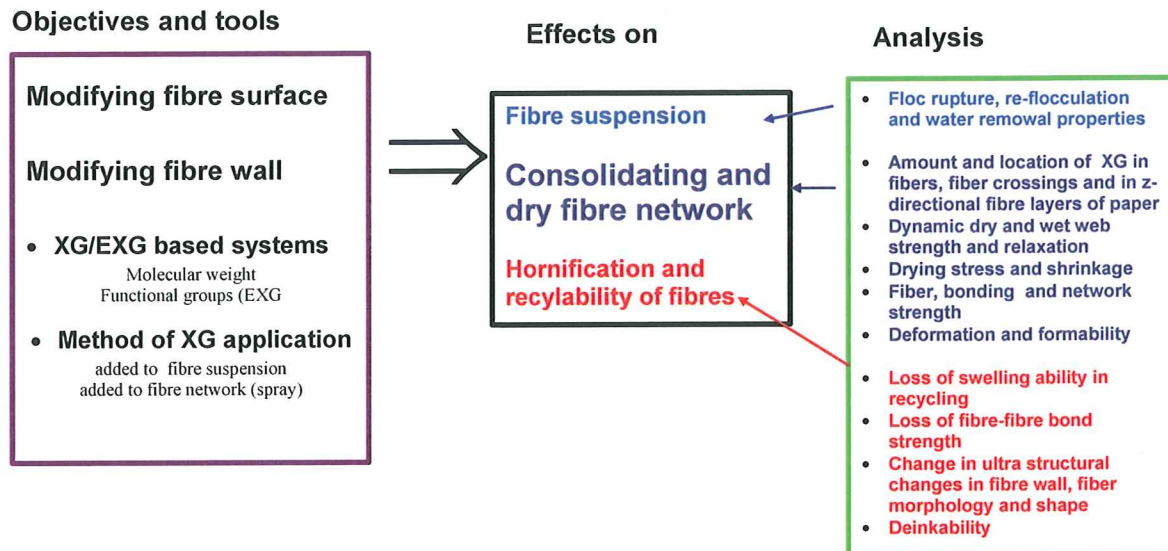 Objectives and tools
Modifying fibre surface
Modifying fibre wall
• XG/EXG based systems
Molecular weight
Functional groups (EXG
• Method of XG application
added to fibre suspension
added to fibre network (spray)
Effects on
Fibre suspension
Consolidating and
dry fibre network
Hornification and
recylability of fibres
Analysis
• Floc rupture, re-flocculation
and water remowal properties
• Amount and location of XG in
fibers, fiber crossings and in z-
directional fibre layers of paper
• Dynamic dry and wet web
strength and relaxation
• Drying stress and shrinkage
• Fiber, bonding and network
strength
• Deformation and formability
• Loss of swelling ability in
recycling
• Loss of fibre-fibre bond
strength
• Change in ultra structural
changes in fibre wall, fiber
morphology and shape
• Deinkability